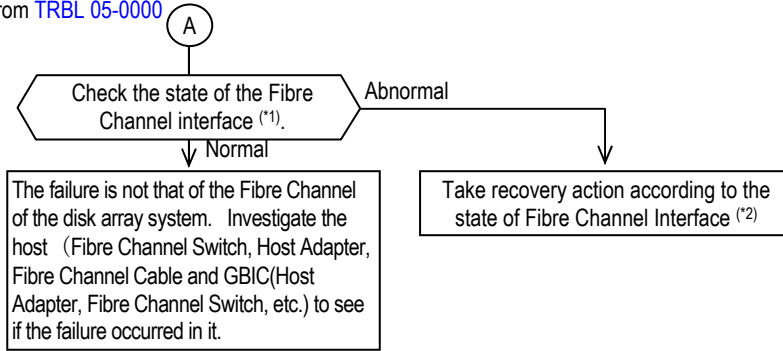 rom TRBL 05-0000
A
Check the state of the Fibre
Channel interface (*1).
Abnormal
Normal
The failure is not that of the Fibre Channel
of the disk array system. Investigate the
host （Fibre Channel Switch, Host Adapter,
Fibre Channel Cable and GBIC(Host
Adapter, Fibre Channel Switch, etc.) to see
if the failure occurred in it.
Take recovery action according to the
state of Fibre Channel Interface (*2)